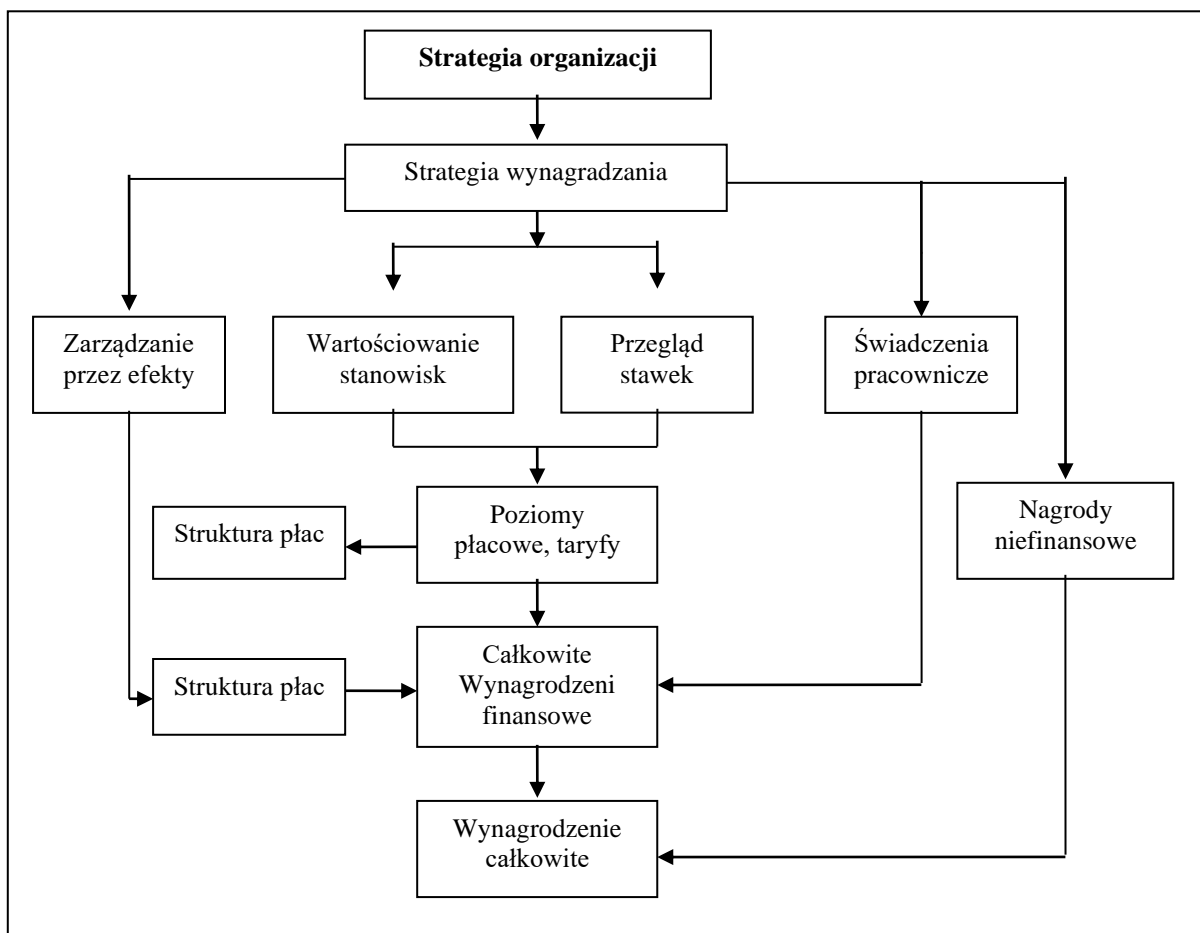 Strategia organizacji
Strategia wynagradzania
Zarządzanie
przez efekty
Wartościowanie
stanowisk
Przegląd
stawek
Świadczenia
pracownicze
Struktura płac
Poziomy
płacowe, taryfy
Nagrody
niefinansowe
Struktura płac
Całkowite
Wynagrodzeni
finansowe
Wynagrodzenie
całkowite